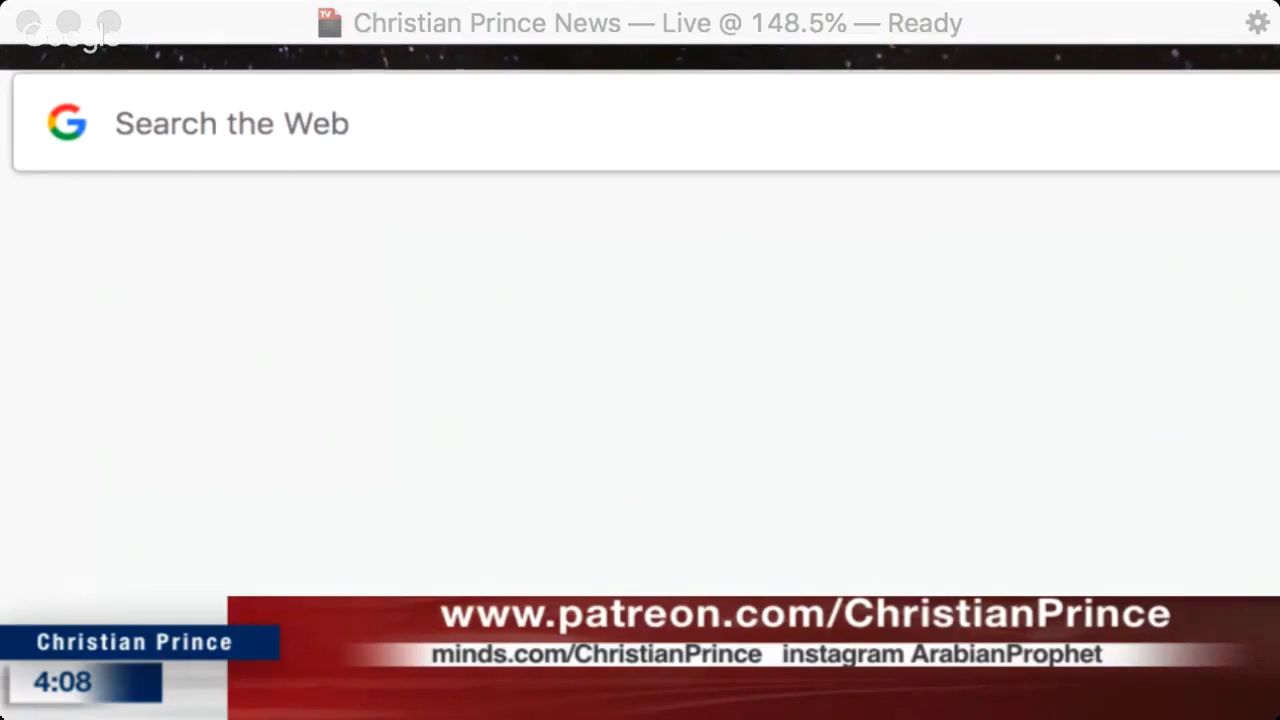 Christian Prince News — Live @ 148.5% — Ready
Google
Search the Web
www.patreon.com/ChristianPrince
Christian Prince
minds.com/ChristianPrince instagram ArabianProphet
4:08